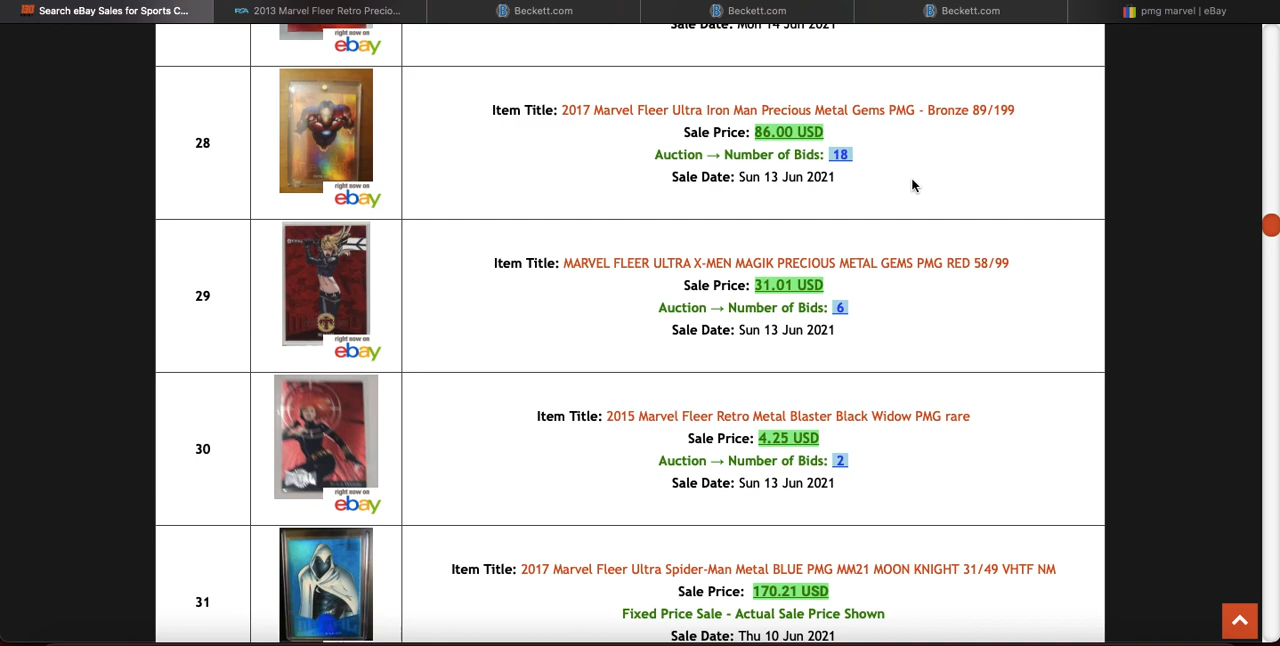 Search eBay Sales for Sports C...
PSA 2013 Marvel Fleer Retro Precio...
Beckett.com
Beckett.com
Beckett.com
pmg marvel | eBay
right now on
ebay
Sale Date: Mon 14 Jun 2021
28
right now on
ebay
Item Title: 2017 Marvel Fleer Ultra Iron Man Precious Metal Gems PMG - Bronze 89/199
Sale Price: 86.00 USD
Auction → Number of Bids: 18
Sale Date: Sun 13 Jun 2021
29
right now on
ebay
Item Title: MARVEL FLEER ULTRA X-MEN MAGIK PRECIOUS METAL GEMS PMG RED 58/99
Sale Price: 31.01 USD
Auction → Number of Bids: 6
Sale Date: Sun 13 Jun 2021
30
right now on
ebay
Item Title: 2015 Marvel Fleer Retro Metal Blaster Black Widow PMG rare
Sale Price: 4.25 USD
Auction → Number of Bids: 2
Sale Date: Sun 13 Jun 2021
31
Item Title: 2017 Marvel Fleer Ultra Spider-Man Metal BLUE PMG MM21 MOON KNIGHT 31/49 VHTF NM
Sale Price: 170.21 USD
Fixed Price Sale - Actual Sale Price Shown
Sale Date: Thu 10 Jun 2021